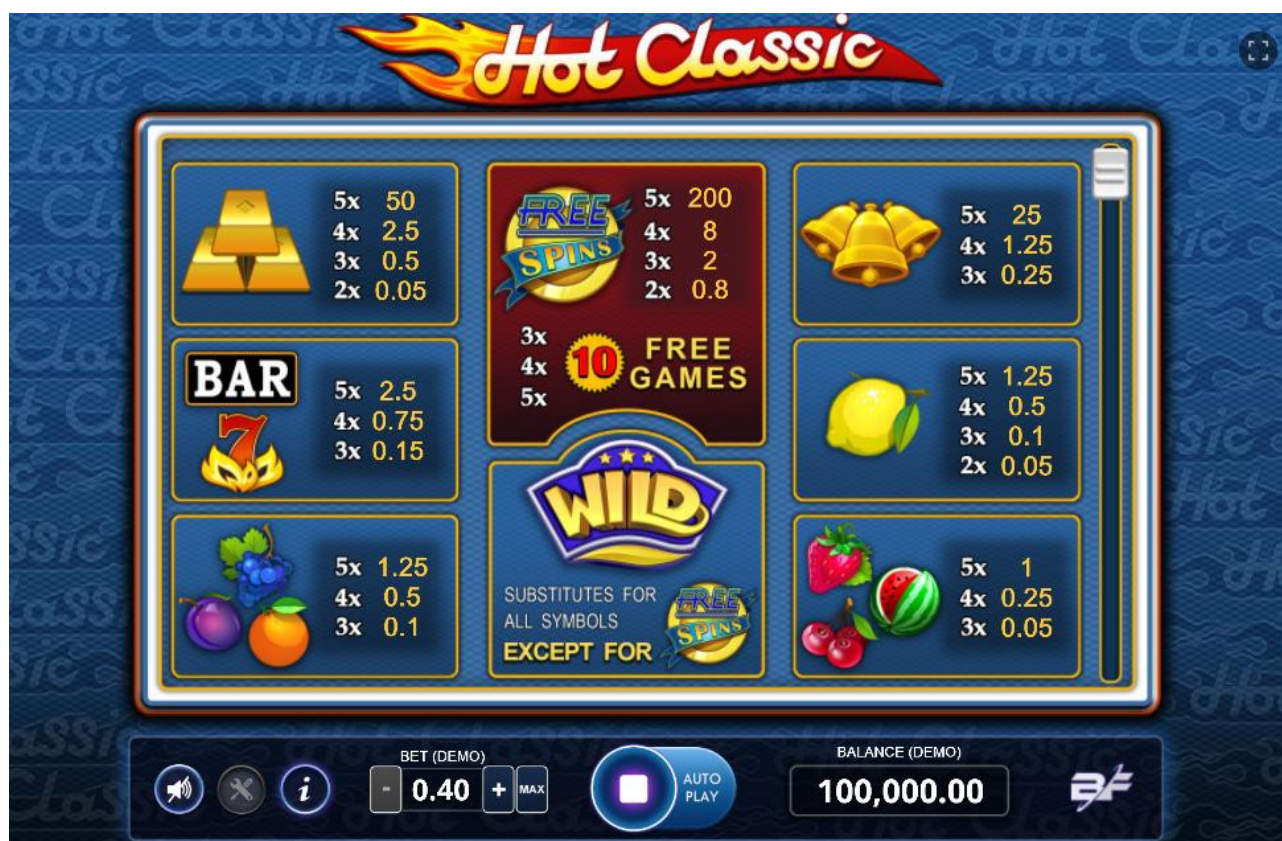 Hot Classic
5x 50
4x 2.5
3x 0.5
2x 0.05
FREE
SPINS
5x 200
4x 8
3x 2
2x 0.8
3x
4x
5x
10 FREE
GAMES
5x 25
4x 1.25
3x 0.25
BAR
7
5x 2.5
4x 0.75
3x 0.15
5x 1.25
4x 0.5
3x 0.1
2x 0.05
5x 1.25
4x 0.5
3x 0.1
WILD
SUBSTITUTES FOR
ALL SYMBOLS
EXCEPT FOR
FREE
SPINS
5x 1
4x 0.25
3x 0.05
BET (DEMO)
- 0.40 + MAX
AUTO
PLAY
BALANCE (DEMO)
100,000.00
i
BF